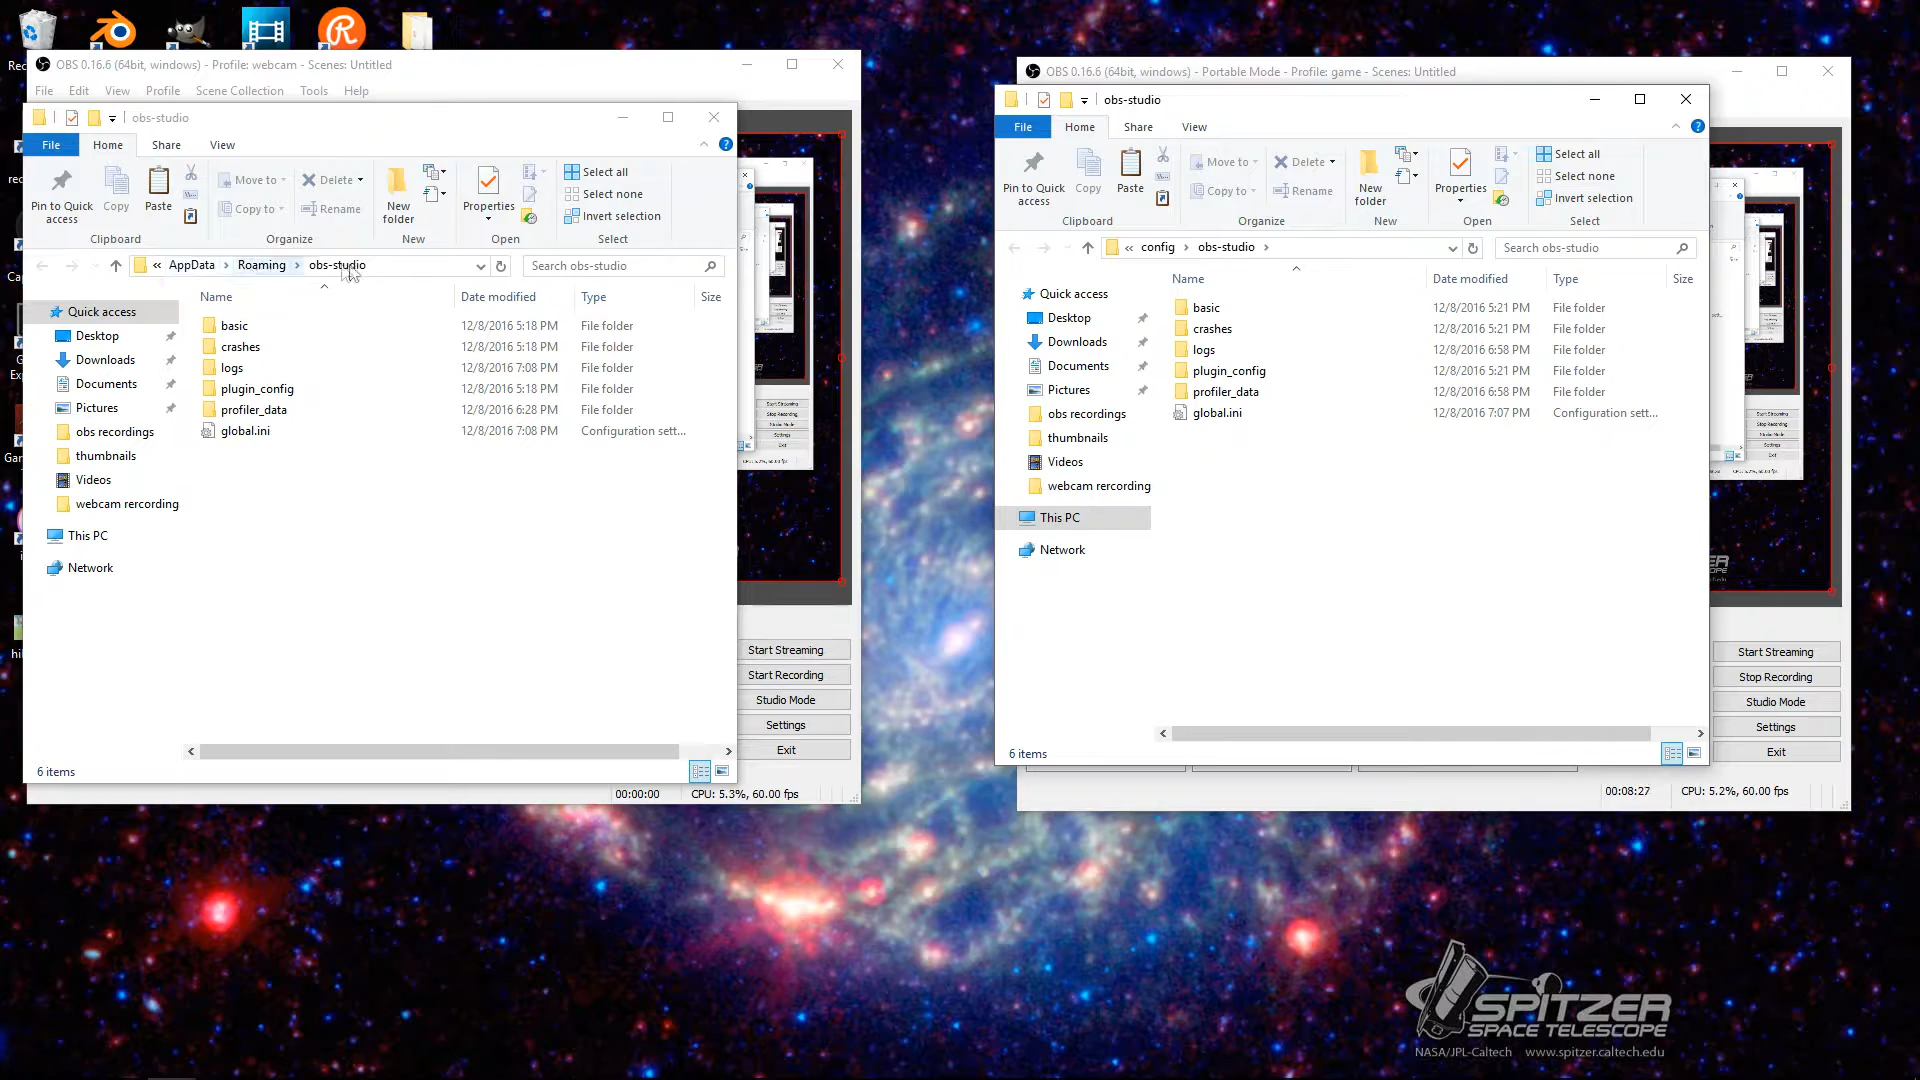 Rec
OBS 0.16.6 (64bit, windows) - Profile: webcam - Scenes: Untitled
File Edit View Profile Scene Collection Tools Help
obs-studio
File Home Share View
Pin to Quick access
Copy
Paste
Clipboard
Move to
Copy to
Delete
Rename
Organize
New folder
New
Properties
Open
Select all
Select none
Invert selection
Select
« AppData Roaming obs-studio
Search obs-studio
Quick access
Desktop
Downloads
Documents
Pictures
obs recordings
thumbnails
Videos
webcam rercording
This PC
Network
Name Date modified Type Size
basic 12/8/2016 5:18 PM File folder
crashes 12/8/2016 5:18 PM File folder
logs 12/8/2016 7:08 PM File folder
plugin_config 12/8/2016 5:18 PM File folder
profiler_data 12/8/2016 6:28 PM File folder
global.ini 12/8/2016 7:08 PM Configuration sett...
6 items
Start Streaming
Start Recording
Studio Mode
Settings
Exit
00:00:00 CPU: 5.3%, 60.00 fps
OBS 0.16.6 (64bit, windows) - Portable Mode - Profile: game - Scenes: Untitled
obs-studio
File Home Share View
Pin to Quick access
Copy
Paste
Clipboard
Move to
Copy to
Delete
Rename
Organize
New folder
New
Properties
Open
Select all
Select none
Invert selection
Select
« config obs-studio
Search obs-studio
Quick access
Desktop
Downloads
Documents
Pictures
obs recordings
thumbnails
Videos
webcam rercording
This PC
Network
Name Date modified Type Size
basic 12/8/2016 5:21 PM File folder
crashes 12/8/2016 5:21 PM File folder
logs 12/8/2016 6:58 PM File folder
plugin_config 12/8/2016 5:21 PM File folder
profiler_data 12/8/2016 6:58 PM File folder
global.ini 12/8/2016 7:07 PM Configuration sett...
6 items
Start Streaming
Stop Recording
Studio Mode
Settings
Exit
00:08:27 CPU: 5.2%, 60.00 fps
SPITZER
SPACE TELESCOPE
NASA/JPL-Caltech www.spitzer.caltech.edu